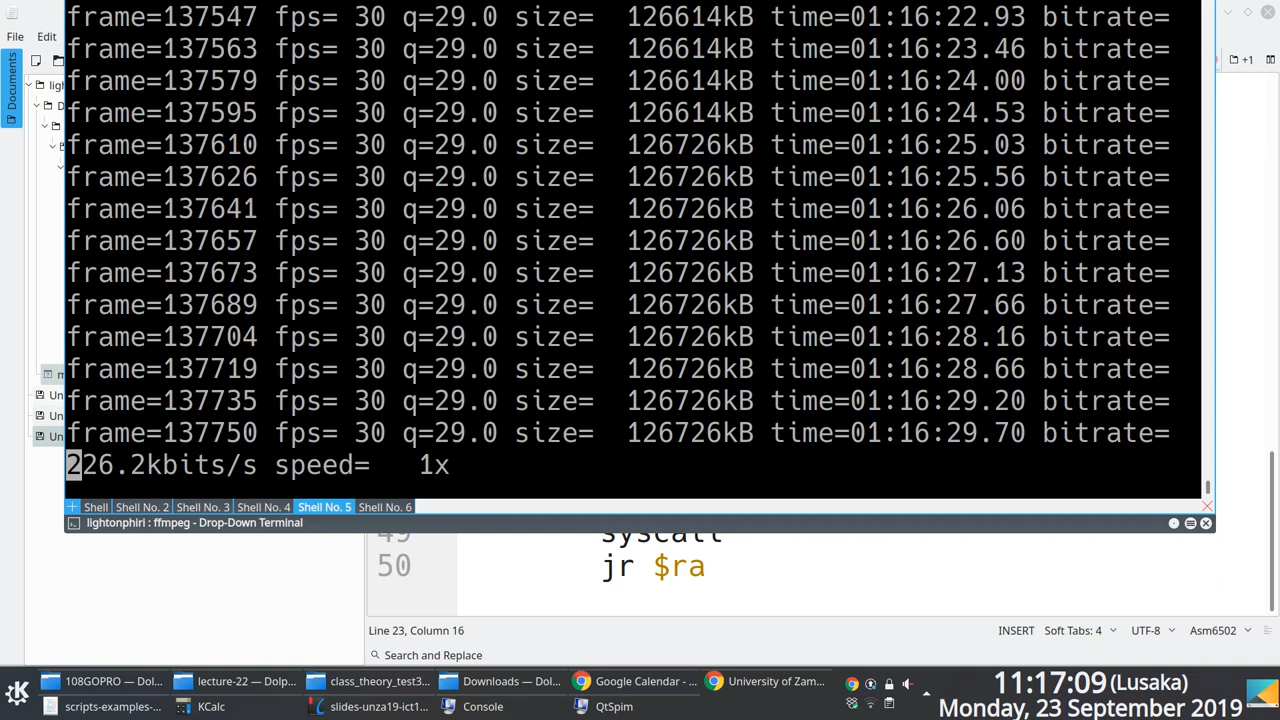 File Edit
Documents
+1
frame=137547 fps= 30 q=29.0 size=  126614kB time=01:16:22.93 bitrate=
frame=137563 fps= 30 q=29.0 size=  126614kB time=01:16:23.46 bitrate=
frame=137579 fps= 30 q=29.0 size=  126614kB time=01:16:24.00 bitrate=
frame=137595 fps= 30 q=29.0 size=  126614kB time=01:16:24.53 bitrate=
frame=137610 fps= 30 q=29.0 size=  126726kB time=01:16:25.03 bitrate=
frame=137626 fps= 30 q=29.0 size=  126726kB time=01:16:25.56 bitrate=
frame=137641 fps= 30 q=29.0 size=  126726kB time=01:16:26.06 bitrate=
frame=137657 fps= 30 q=29.0 size=  126726kB time=01:16:26.60 bitrate=
frame=137673 fps= 30 q=29.0 size=  126726kB time=01:16:27.13 bitrate=
frame=137689 fps= 30 q=29.0 size=  126726kB time=01:16:27.66 bitrate=
frame=137704 fps= 30 q=29.0 size=  126726kB time=01:16:28.16 bitrate=
frame=137719 fps= 30 q=29.0 size=  126726kB time=01:16:28.66 bitrate=
frame=137735 fps= 30 q=29.0 size=  126726kB time=01:16:29.20 bitrate=
frame=137750 fps= 30 q=29.0 size=  126726kB time=01:16:29.70 bitrate=
226.2kbits/s speed=   1x
ligh
D
m
Un
Un
Un
Shell Shell No. 2 Shell No. 3 Shell No. 4 Shell No. 5 Shell No. 6
lightonphiri : ffmpeg - Drop-Down Terminal
49 syscall
50 jr $ra
Line 23, Column 16 INSERT Soft Tabs: 4 UTF-8 Asm6502
Search and Replace
108GOPRO — Dol... lecture-22 — Dolp... class_theory_test3... Downloads — Dol... Google Calendar - ... University of Zam...
scripts-examples-... KCalc slides-unza19-ict1... Console QtSpim
11:17:09 (Lusaka)
Monday, 23 September 2019